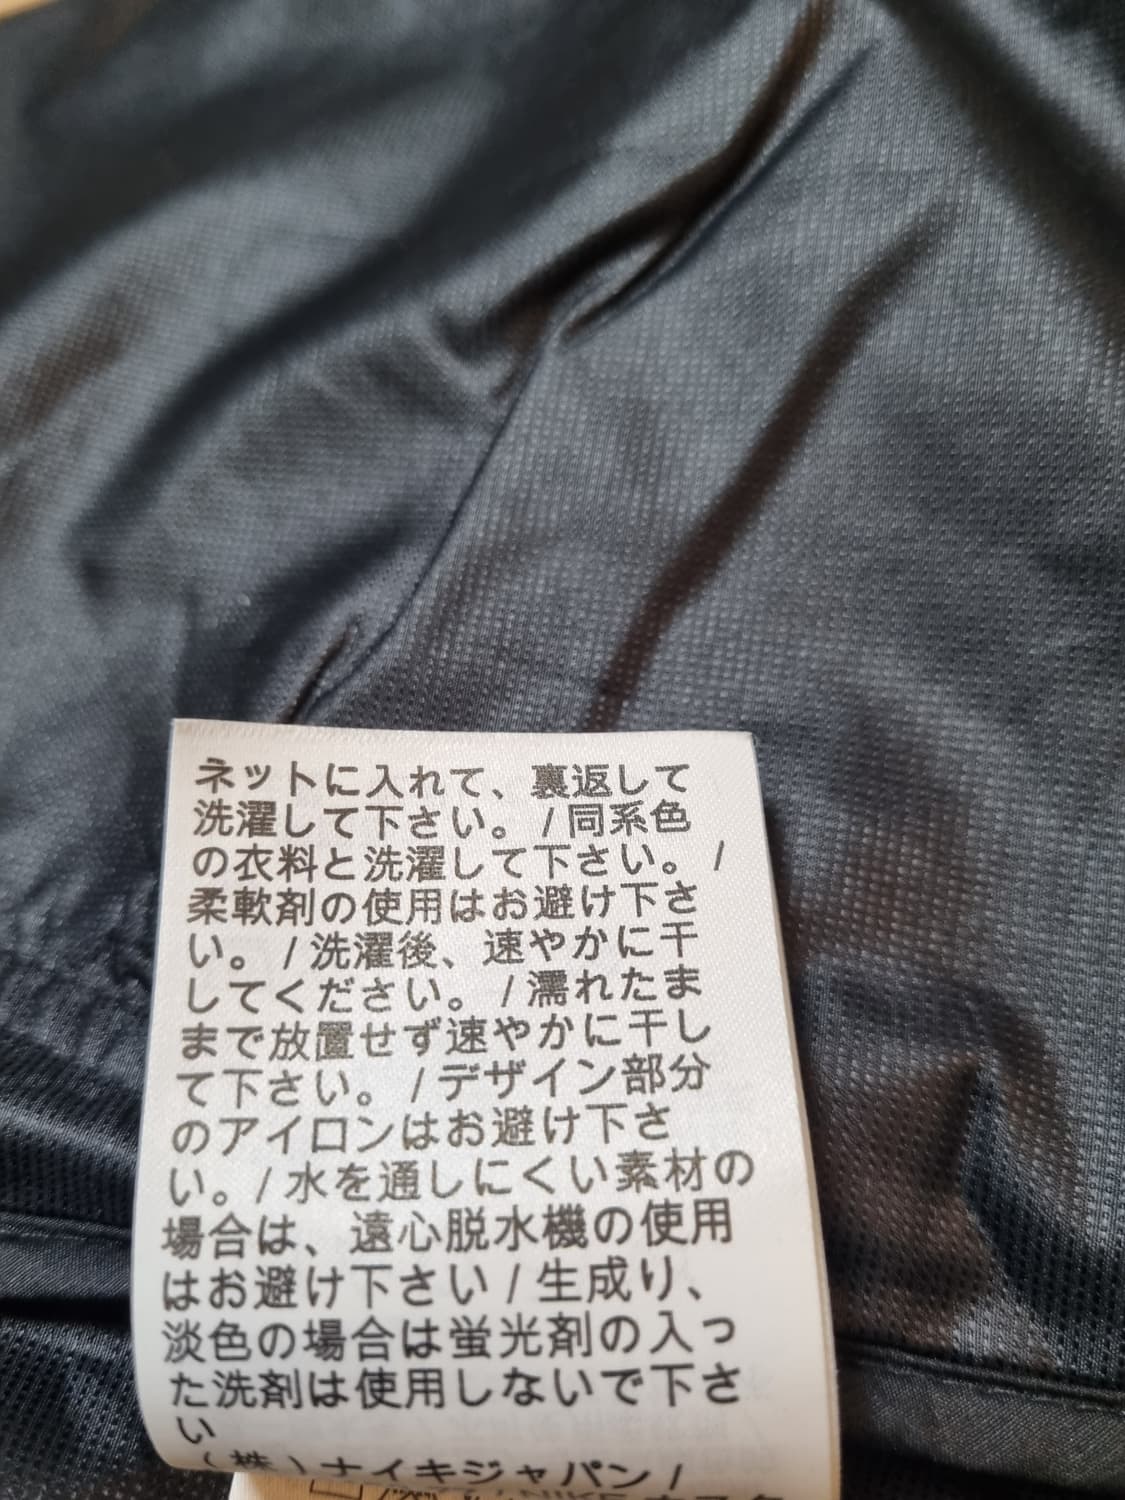 ネットに入れて、裏返して
洗濯して下さい。 / 同系色
の衣料と洗濯して下さい。 /
柔軟剤の使用はお避け下さ
い。 / 洗濯後、速やかに干
してください。 / 濡れたま
まで放置せず速やかに干し
て下さい。 / デザイン部分
のアイロンはお避け下さ
い。 / 水を通しにくい素材の
場合は、遠心脱水機の使用
はお避け下さい / 生成り、
淡色の場合は蛍光剤の入っ
た洗剤は使用しないで下さ
い
(株)ナイキジャパン /